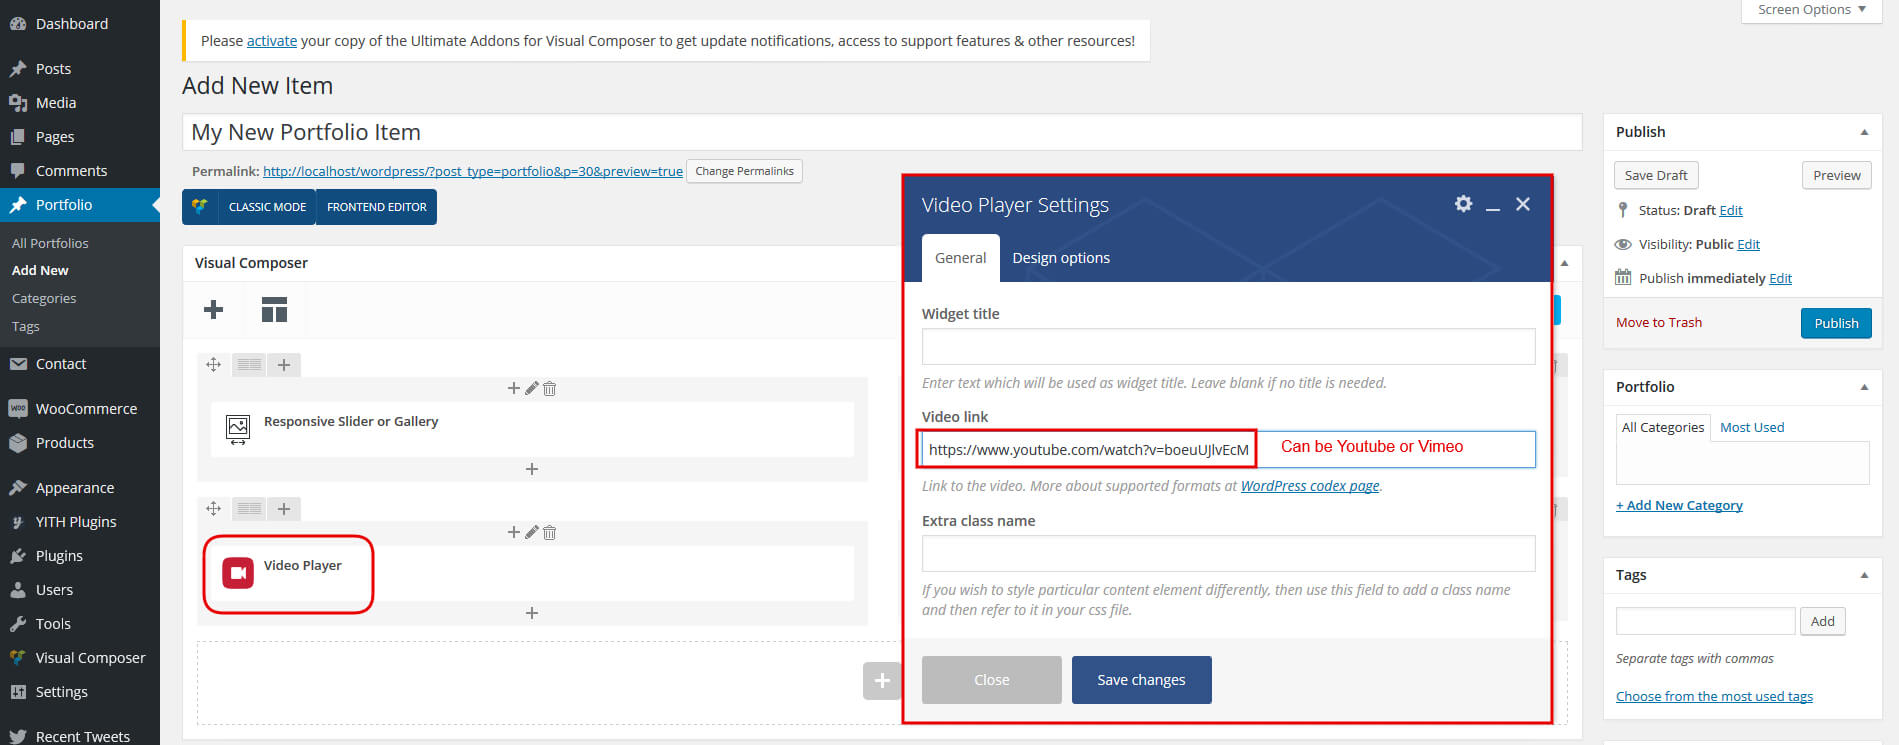 Dashboard
Posts
Media
Pages
Comments
Portfolio
All Portfolios
Add New
Categories
Tags
Contact
WooCommerce
Products
Appearance
YITH Plugins
Plugins
Users
Tools
Visual Composer
Settings
Recent Tweets
Screen Options
Please activate your copy of the Ultimate Addons for Visual Composer to get update notifications, access to support features & other resources!
Add New Item
My New Portfolio Item
Permalink: http://localhost/wordpress/?post_type=portfolio&p=30&preview=true Change Permalinks
CLASSIC MODE FRONTEND EDITOR
Visual Composer
Responsive Slider or Gallery
Video Player
Video Player Settings
General Design options
Widget title
Enter text which will be used as widget title. Leave blank if no title is needed.
Video link
https://www.youtube.com/watch?v=boeuUJlvEcM Can be Youtube or Vimeo
Link to the video. More about supported formats at WordPress codex page.
Extra class name
If you wish to style particular content element differently, then use this field to add a class name
and then refer to it in your css file.
Close Save changes
Publish
Save Draft Preview
Status: Draft Edit
Visibility: Public Edit
Publish immediately Edit
Move to Trash Publish
Portfolio
All Categories Most Used
+ Add New Category
Tags
Add
Separate tags with commas
Choose from the most used tags